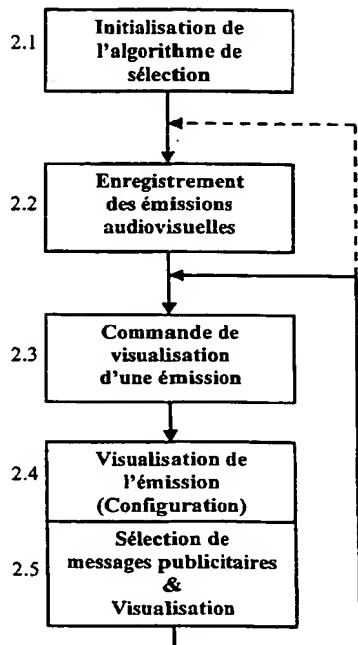 2.1
Initialisation de
l'algorithme de
sélection
2.2
Enregistrement
des émissions
audiovisuelles
2.3
Commande de
visualisation
d'une émission
2.4
Visualisation de
l'émission
(Configuration)
2.5
Sélection de
messages publicitaires
&
Visualisation